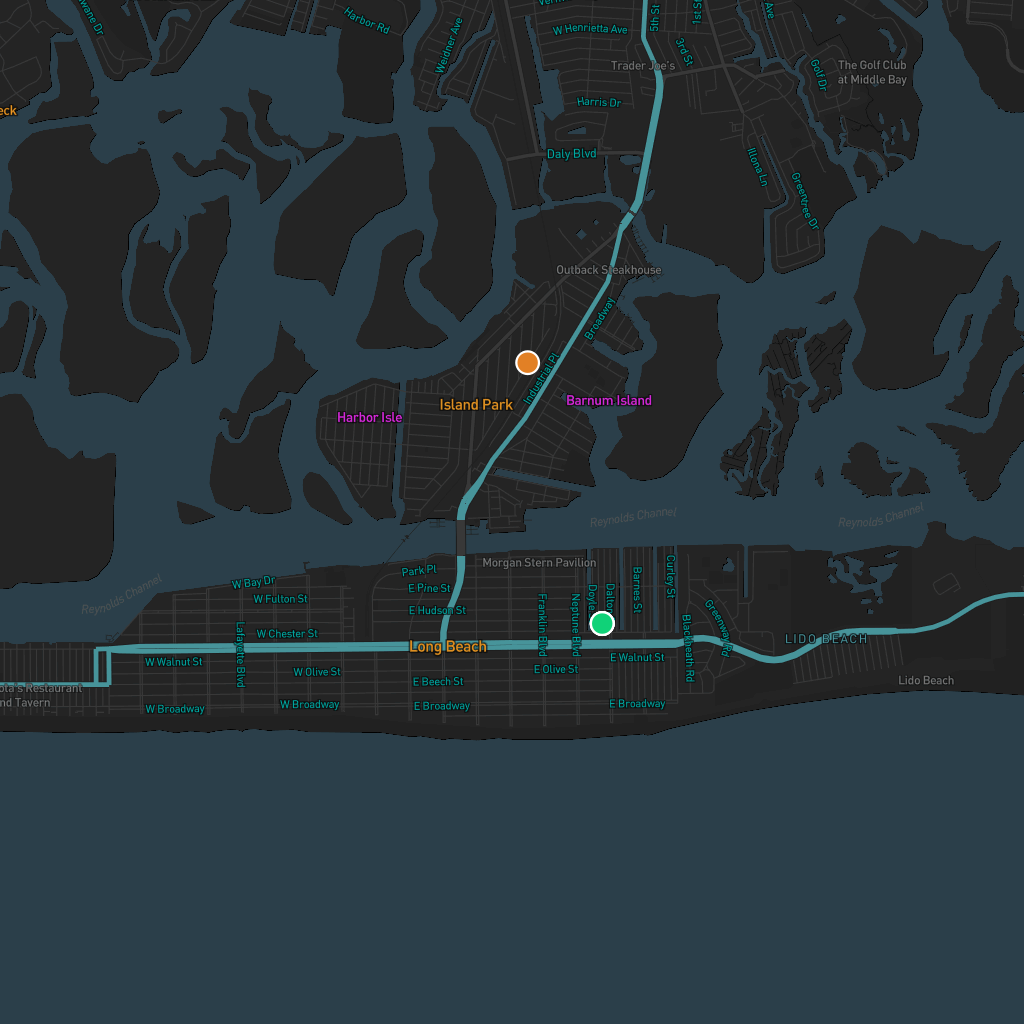 Harbor Rd
Weidner Ave
W Henrietta Ave
5th St
1st St
Ave
3rd St
Trader Joe's
Golf Dr
The Golf Club
at Middle Bay
Harris Dr
eck
Daly Blvd
Illona Ln
Greentree Dr
Outback Steakhouse
Broadway
Industrial Pl
Island Park
Barnum Island
Harbor Isle
Reynolds Channel
Reynolds Channel
Reynolds Channel
Morgan Stern Pavilion
Park Pl
W Bay Dr
E Pine St
W Fulton St
E Hudson St
Franklin Blvd
Neptune Blvd
Doyle
Dalton
Barnes St
Curley St
Blackheath Rd
Greenway Rd
Lafayette Blvd
W Chester St
Long Beach
LIDO BEACH
W Walnut St
E Walnut St
W Olive St
E Olive St
E Beech St
Lido Beach
ota's Restaurant
nd Tavern
W Broadway
W Broadway
E Broadway
E Broadway